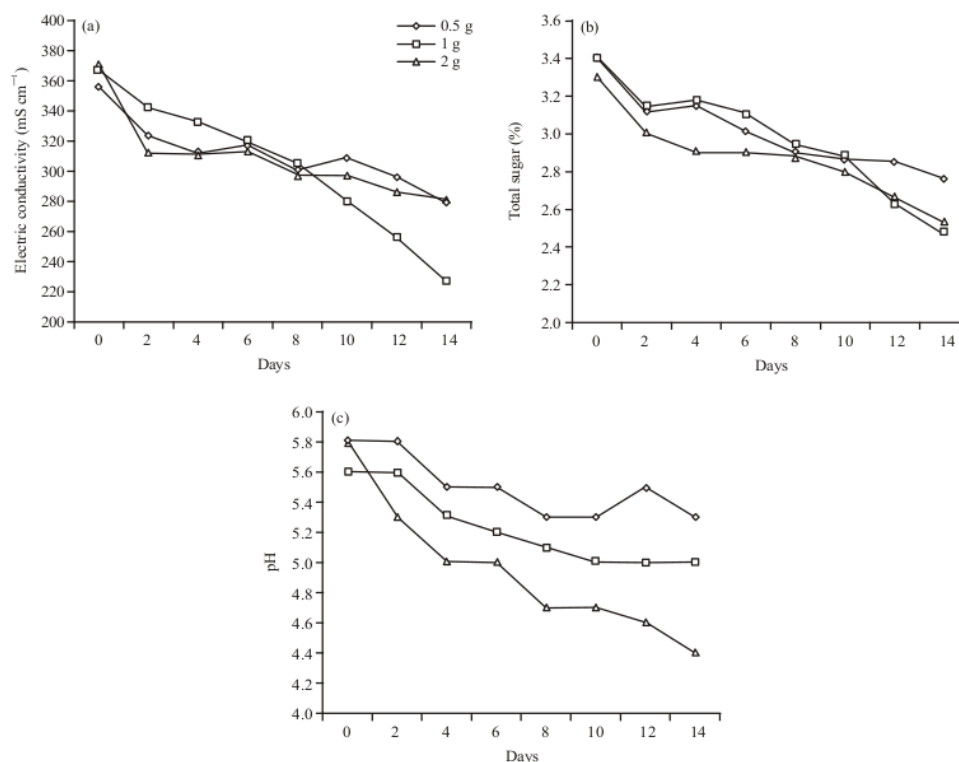 (a)
0.5 g
1 g
2 g
400
380
360
340
320
300
280
260
240
220
200
Electric conductivity (mS cm⁻¹)
0 2 4 6 8 10 12 14
Days
(b)
3.6
3.4
3.2
3.0
2.8
2.6
2.4
2.2
2.0
Total sugar (%)
0 2 4 6 8 10 12 14
Days
(c)
6.0
5.8
5.6
5.4
5.2
5.0
4.8
4.6
4.4
4.2
4.0
pH
0 2 4 6 8 10 12 14
Days